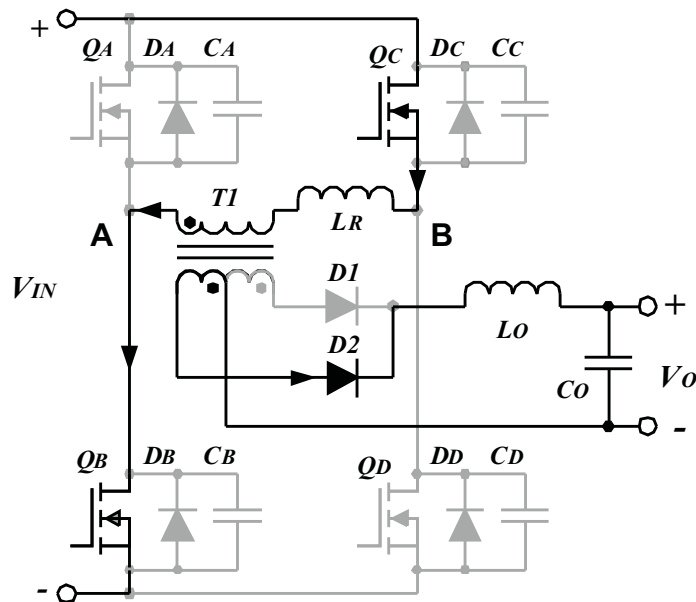 + QA DA CA QC DC CC
T1
A LR B
VIN D1
D2 LO +
CO VO
-
QB DB CB QD DD CD
-